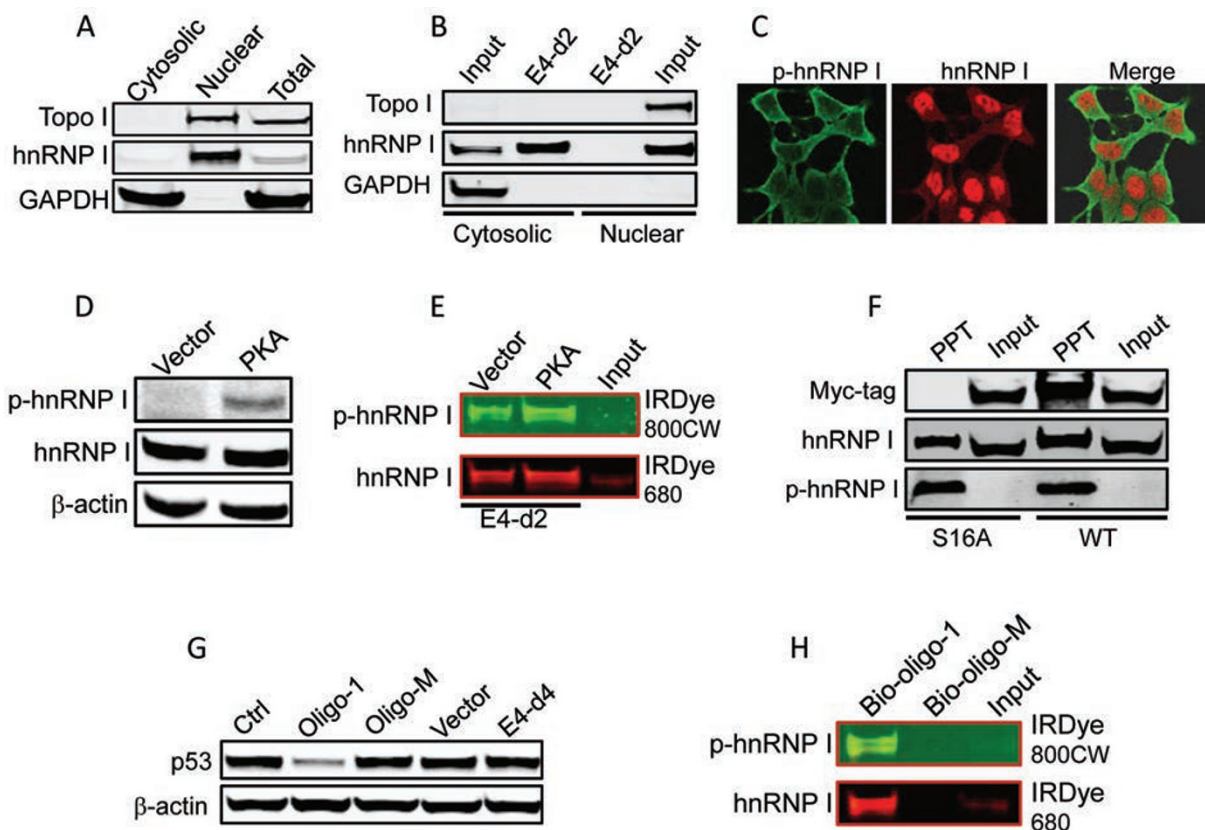 A
Cytosolic
Nuclear
Total
Topo I
hnRNP I
GAPDH
B
Input
E4-d2
E4-d2
Input
Topo I
hnRNP I
GAPDH
Cytosolic
Nuclear
C
p-hnRNP I
hnRNP I
Merge
D
Vector
PKA
p-hnRNP I
hnRNP I
β-actin
E
Vector
PKA
Input
p-hnRNP I
IRDye
800CW
hnRNP I
IRDye
680
E4-d2
F
PPT
Input
PPT
Input
Myc-tag
hnRNP I
p-hnRNP I
S16A
WT
G
Ctrl
Oligo-1
Oligo-M
Vector
E4-d4
p53
β-actin
H
Bio-oligo-1
Bio-oligo-M
Input
p-hnRNP I
IRDye
800CW
hnRNP I
IRDye
680